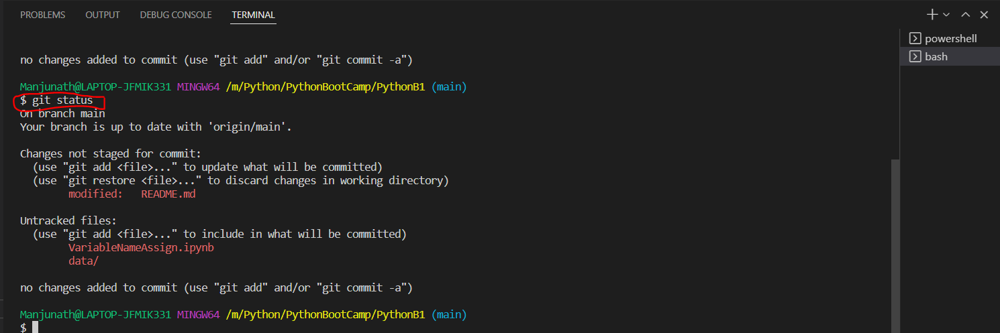 PROBLEMS OUTPUT DEBUG CONSOLE TERMINAL
powershell
bash
no changes added to commit (use "git add" and/or "git commit -a")
Manjunath@LAPTOP-JFMIK331 MINGW64 /m/Python/PythonBootCamp/PythonB1 (main)
$ git status
On branch main
Your branch is up to date with 'origin/main'.
Changes not staged for commit:
(use "git add <file>..." to update what will be committed)
(use "git restore <file>..." to discard changes in working directory)
modified: README.md
Untracked files:
(use "git add <file>..." to include in what will be committed)
VariableNameAssign.ipynb
data/
no changes added to commit (use "git add" and/or "git commit -a")
Manjunath@LAPTOP-JFMIK331 MINGW64 /m/Python/PythonBootCamp/PythonB1 (main)
$